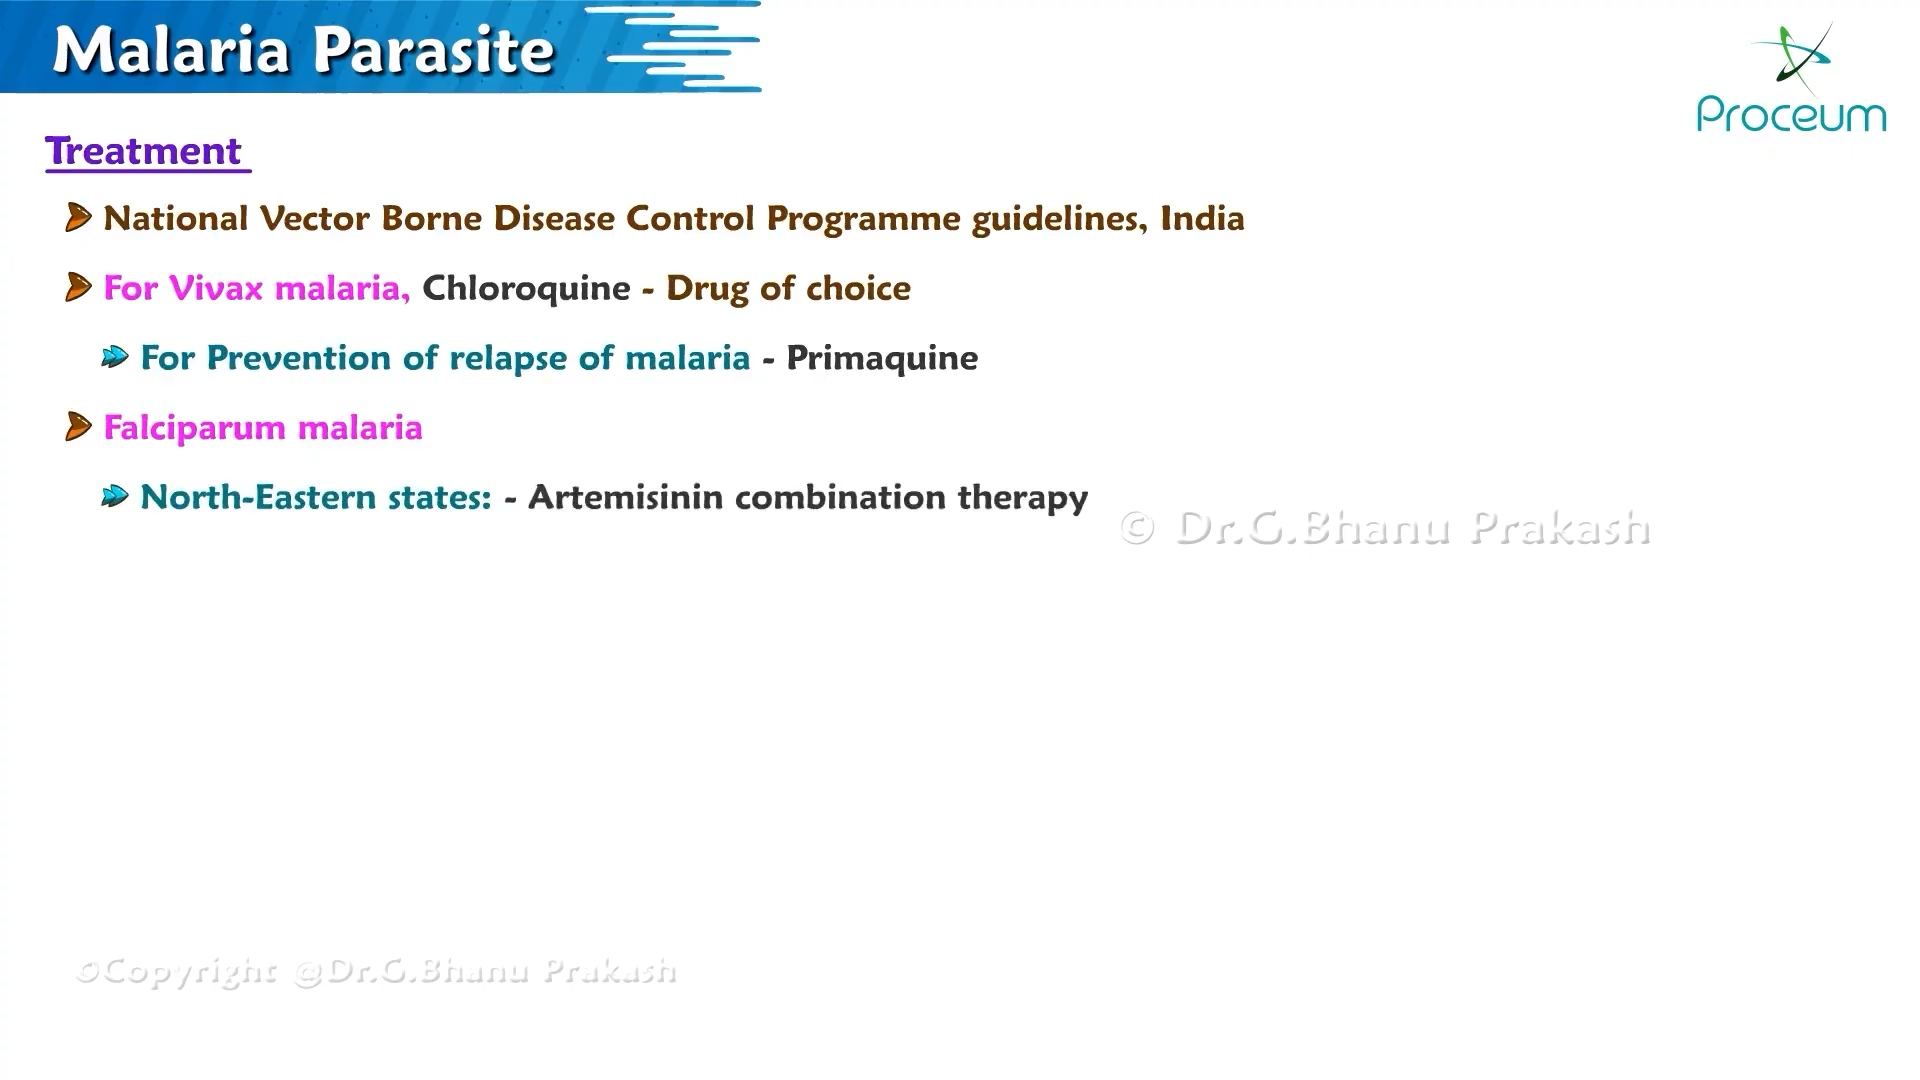 Malaria Parasite
Proceum
Treatment
National Vector Borne Disease Control Programme guidelines, India
For Vivax malaria, Chloroquine - Drug of choice
For Prevention of relapse of malaria - Primaquine
Falciparum malaria
North-Eastern states: - Artemisinin combination therapy
© Dr.G.Bhanu Prakash
©Copyright @Dr.G.Bhanu Prakash